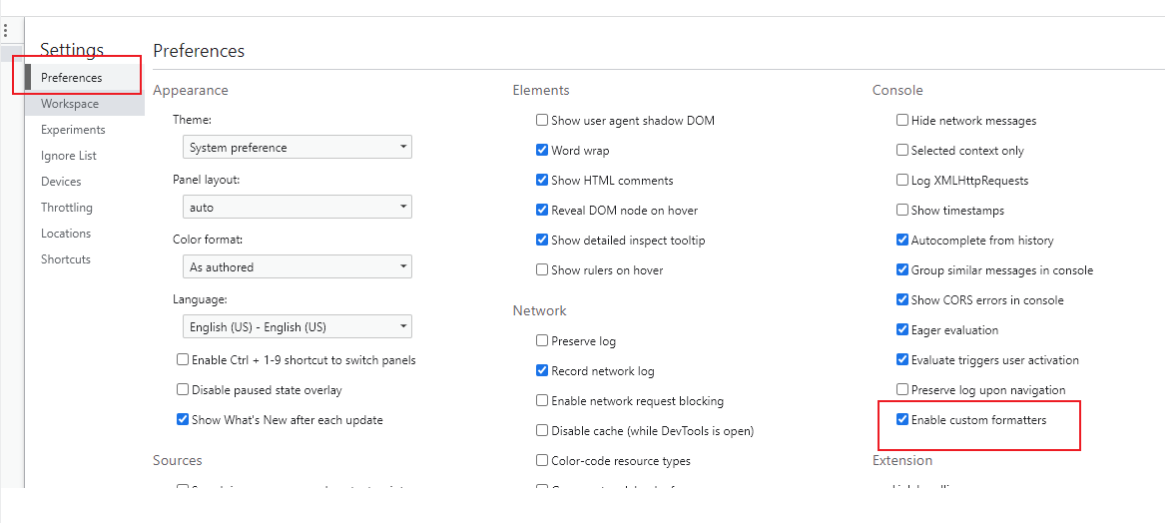 Settings
Preferences
Workspace
Experiments
Ignore List
Devices
Throttling
Locations
Shortcuts
Preferences
Appearance
Theme:
System preference
Panel layout:
auto
Color format:
As authored
Language:
English (US) - English (US)
Enable Ctrl + 1-9 shortcut to switch panels
Disable paused state overlay
Show What's New after each update
Sources
Elements
Show user agent shadow DOM
Word wrap
Show HTML comments
Reveal DOM node on hover
Show detailed inspect tooltip
Show rulers on hover
Network
Preserve log
Record network log
Enable network request blocking
Disable cache (while DevTools is open)
Color-code resource types
Console
Hide network messages
Selected context only
Log XMLHttpRequests
Show timestamps
Autocomplete from history
Group similar messages in console
Show CORS errors in console
Eager evaluation
Evaluate triggers user activation
Preserve log upon navigation
Enable custom formatters
Extension